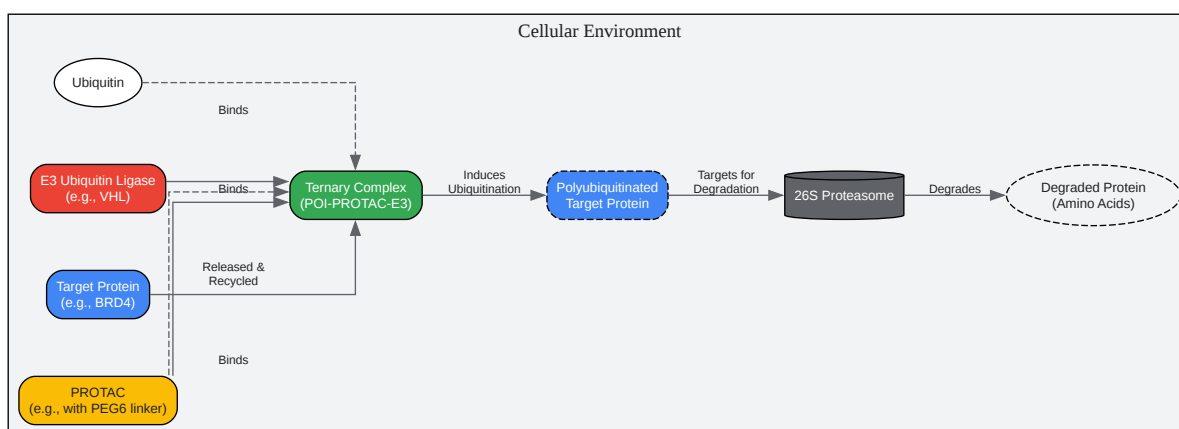 Cellular Environment
Ubiquitin
Binds
E3 Ubiquitin Ligase
(e.g., VHL)
Binds
Ternary Complex
(POI-PROTAC-E3)
Induces
Ubiquitination
Polyubiquitinated
Target Protein
Targets for
Degradation
26S Proteasome
Degrades
Degraded Protein
(Amino Acids)
Released &
Recycled
Target Protein
(e.g., BRD4)
Binds
PROTAC
(e.g., with PEG6 linker)